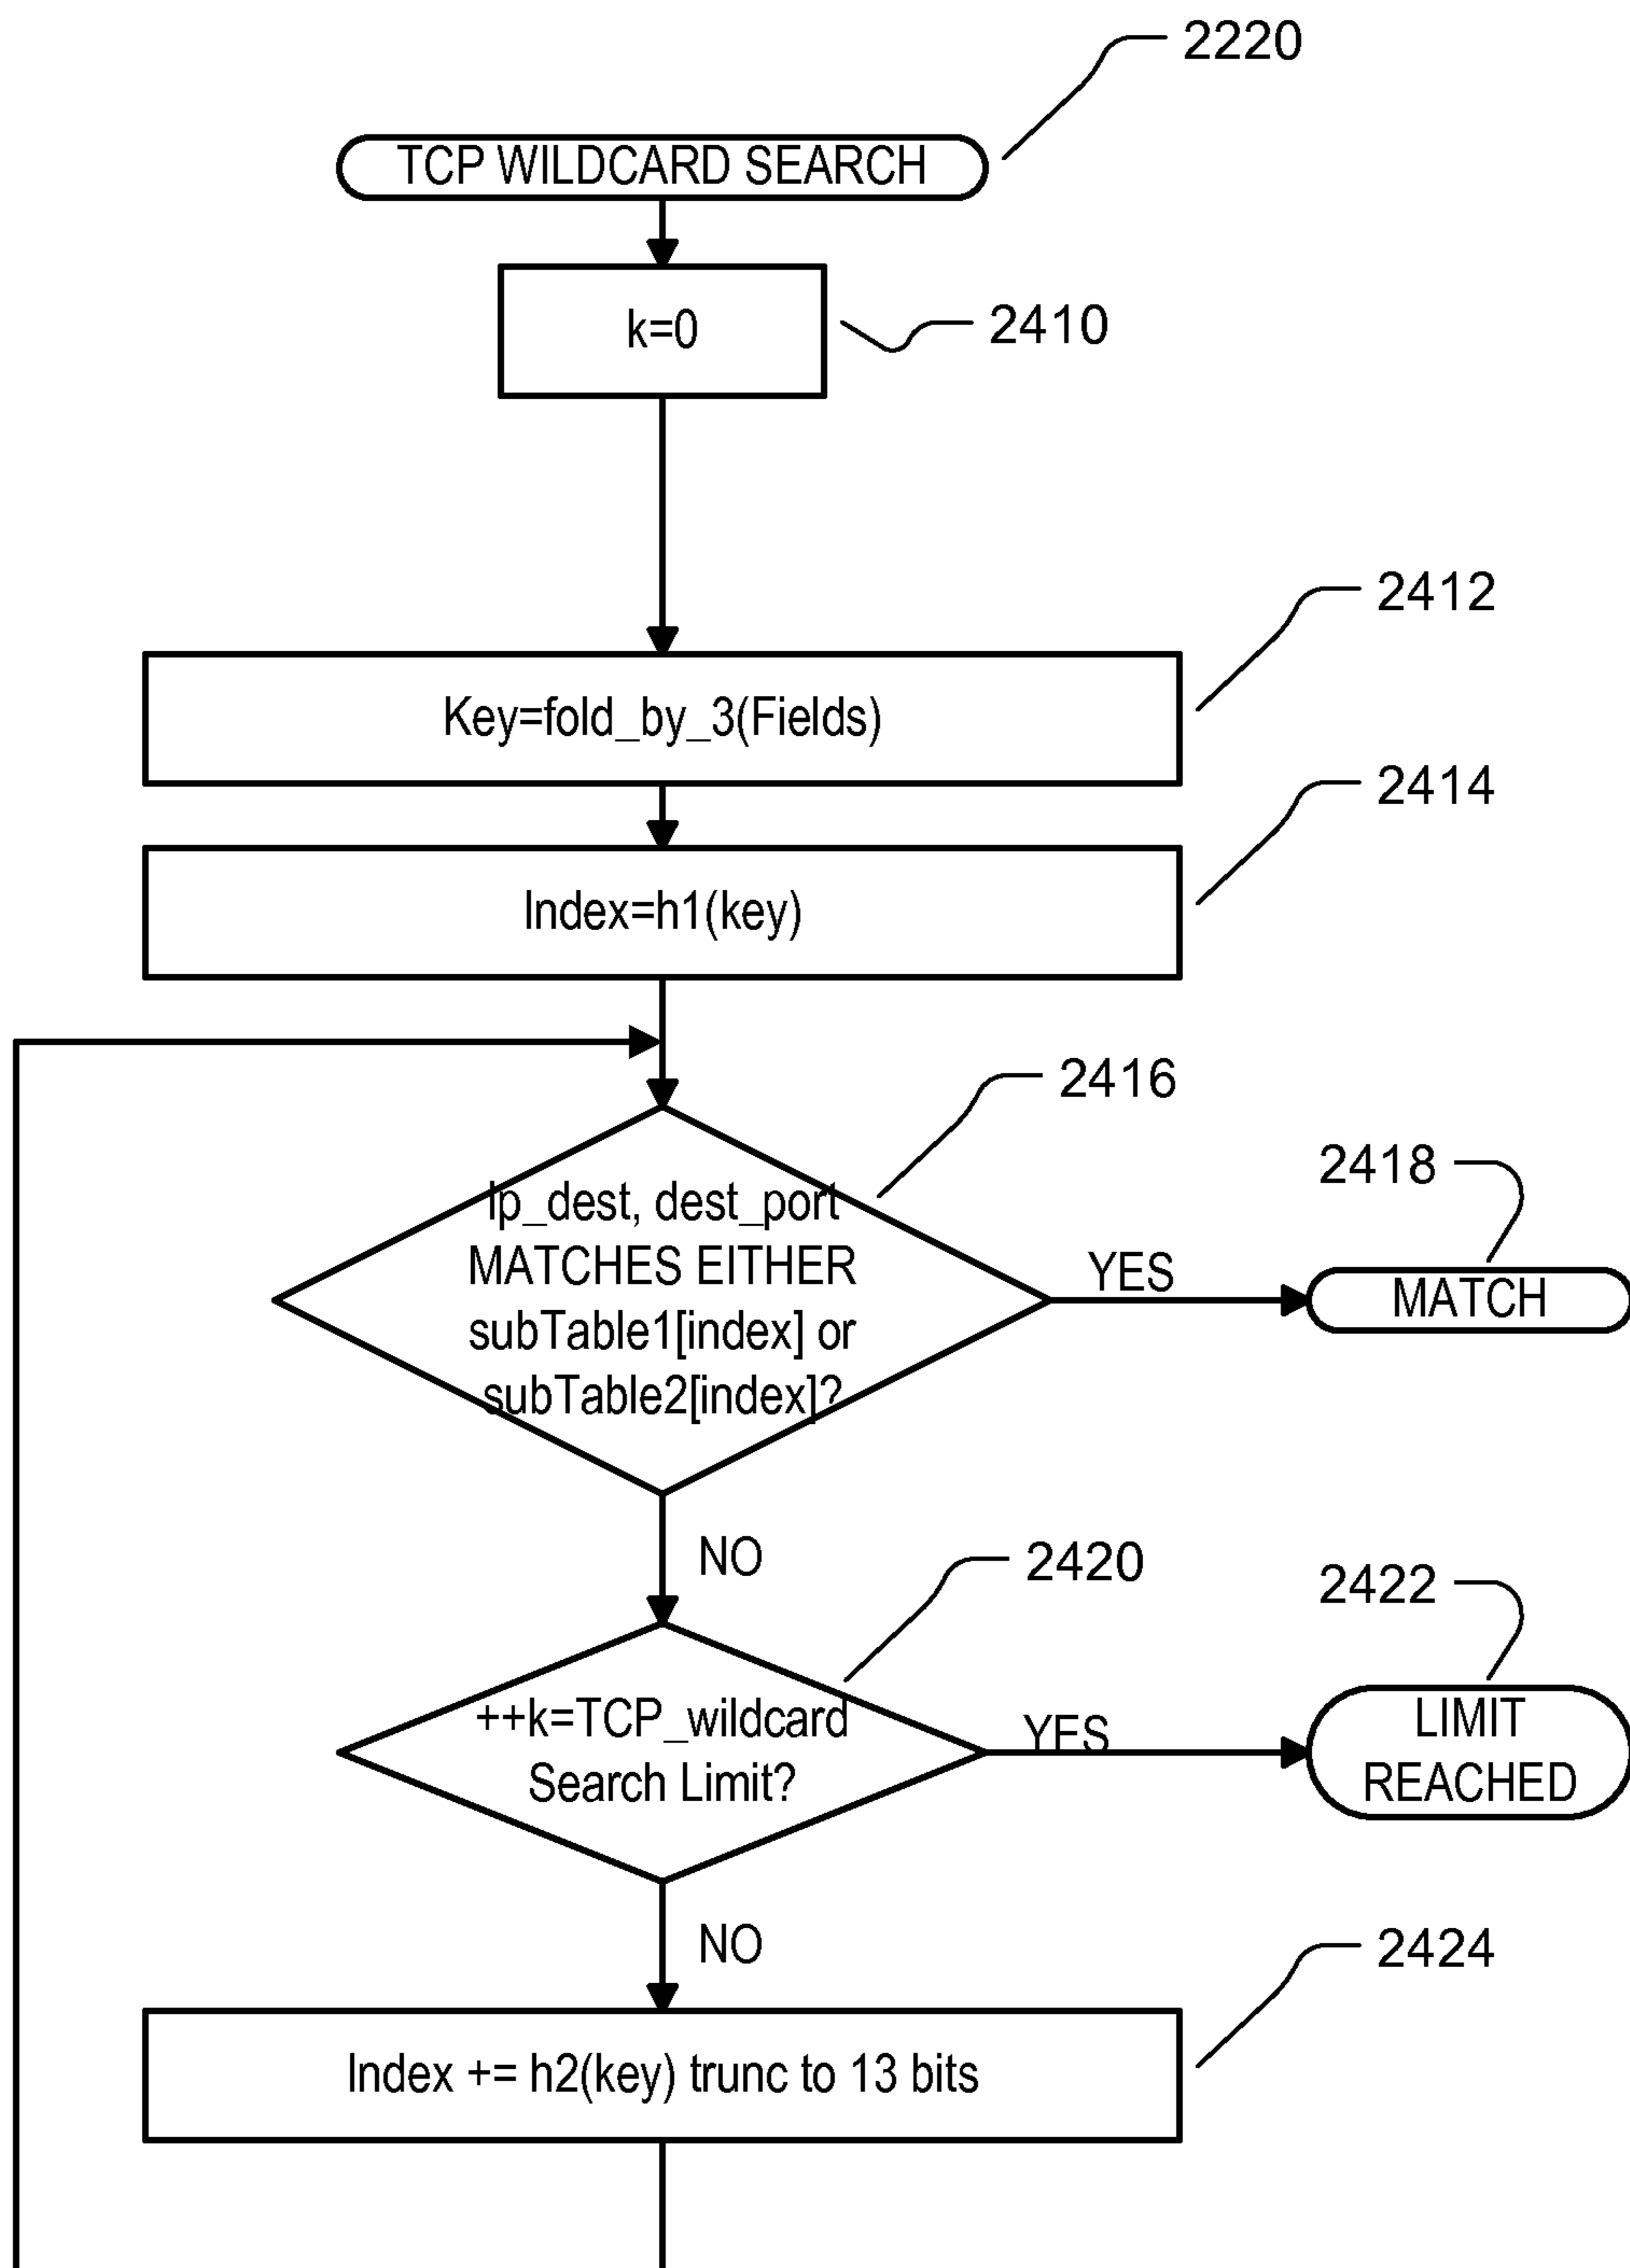 2220
TCP WILDCARD SEARCH
k=0
2410
2412
Key=fold_by_3(Fields)
2414
Index=h1(key)
2416
Ip_dest, dest_port
MATCHES EITHER
subTable1[index] or
subTable2[index]?
YES
2418
MATCH
NO
2420
++k=TCP_wildcard
Search Limit?
YES
2422
LIMIT
REACHED
NO
2424
Index += h2(key) trunc to 13 bits